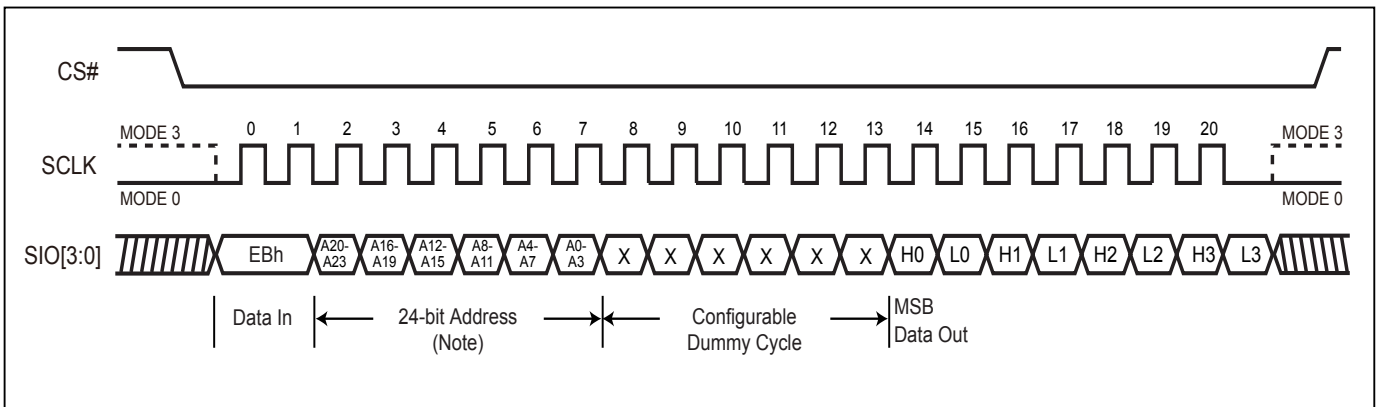 CS#
MODE 3
0 1 2 3 4 5 6 7 8 9 10 11 12 13 14 15 16 17 18 19 20
MODE 3
SCLK
MODE 0
MODE 0
SIO[3:0]
EBh
A20-
A23
A16-
A19
A12-
A15
A8-
A11
A4-
A7
A0-
A3
X X X X X X H0 L0 H1 L1 H2 L2 H3 L3
Data In
24-bit Address
(Note)
Configurable
Dummy Cycle
MSB
Data Out